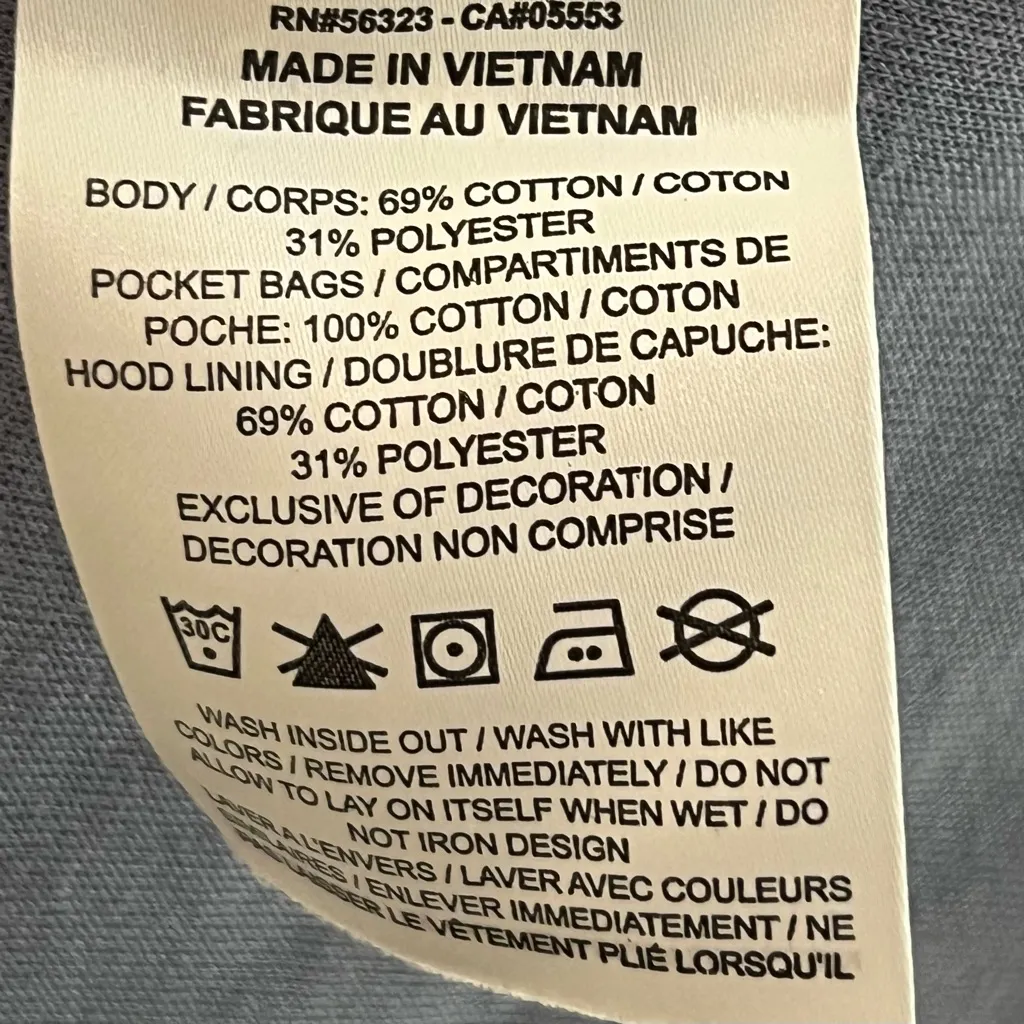 RN#56323 - CA#05553
MADE IN VIETNAM
FABRIQUE AU VIETNAM
BODY / CORPS: 69% COTTON / COTON
31% POLYESTER
POCKET BAGS / COMPARTIMENTS DE
POCHE: 100% COTTON / COTON
HOOD LINING / DOUBLURE DE CAPUCHE:
69% COTTON / COTON
31% POLYESTER
EXCLUSIVE OF DECORATION /
DECORATION NON COMPRISE
30C
WASH INSIDE OUT / WASH WITH LIKE
COLORS / REMOVE IMMEDIATELY / DO NOT
ALLOW TO LAY ON ITSELF WHEN WET / DO
NOT IRON DESIGN
LAVER A L'ENVERS / LAVER AVEC COULEURS
/ ENLEVER IMMEDIATEMENT / NE
LE VÊTEMENT PLIÉ LORSQU'IL